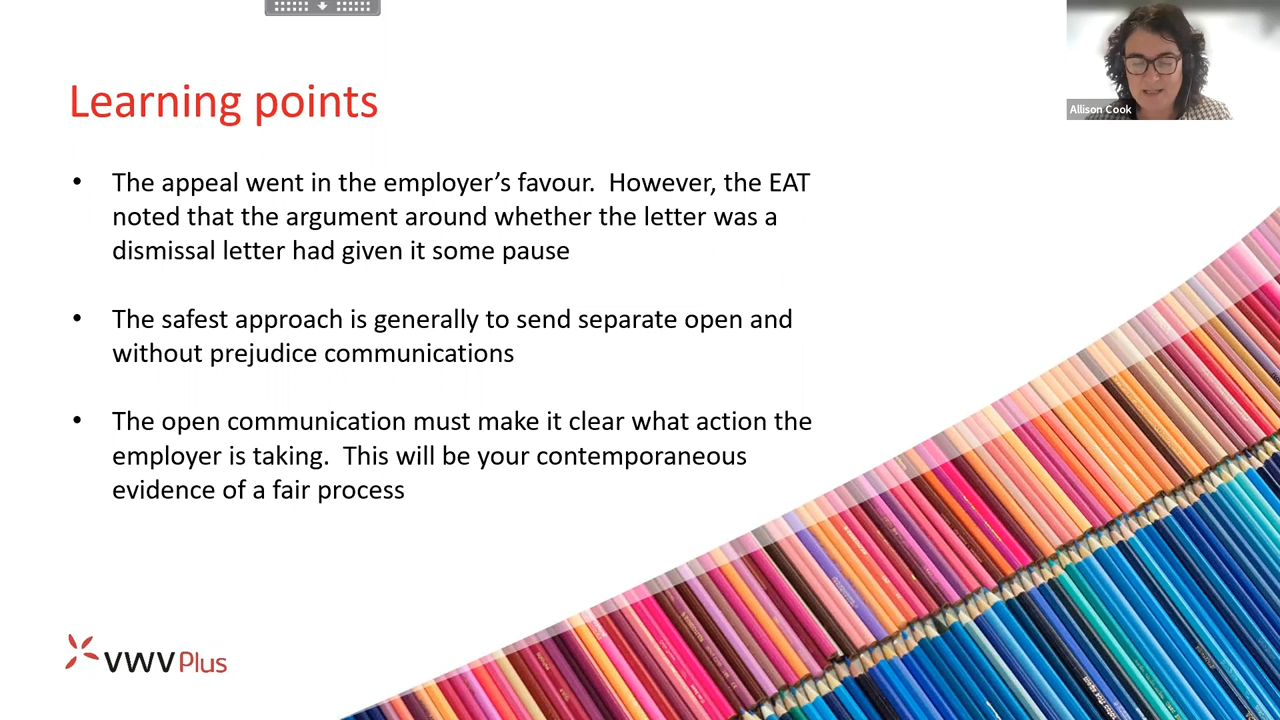 Allison Cook
Learning points
• The appeal went in the employer’s favour.  However, the EAT
noted that the argument around whether the letter was a
dismissal letter had given it some pause
• The safest approach is generally to send separate open and
without prejudice communications
• The open communication must make it clear what action the
employer is taking.  This will be your contemporaneous
evidence of a fair process
VWV Plus